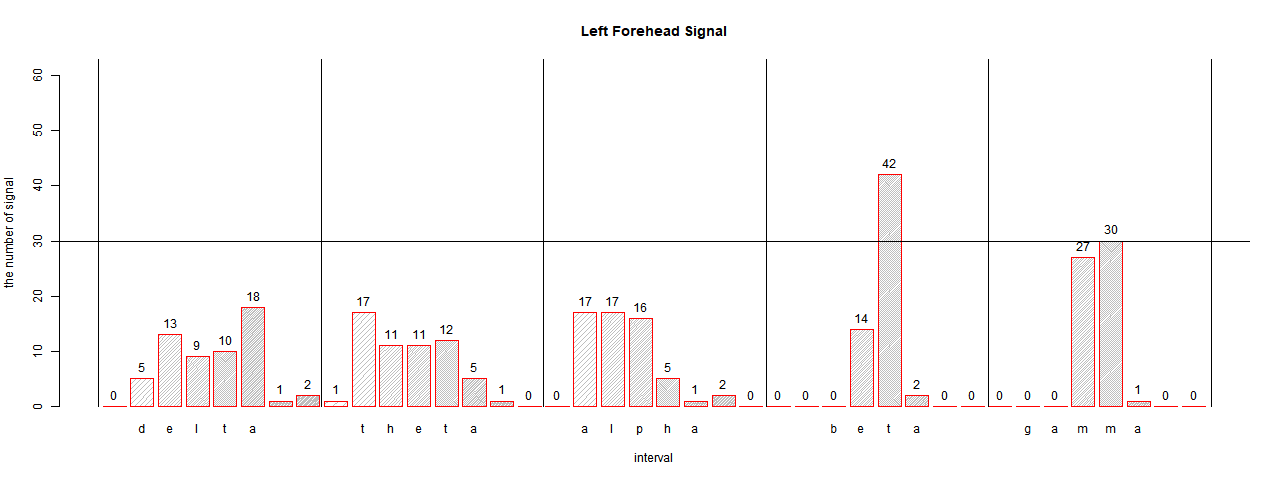 Left Forehead Signal
the number of signal
60
50
40
30
20
10
0
0 5 13 9 10 18 1 2 1 17 11 11 12 5 1 0 0 17 17 16 5 1 2 0 0 0 0 14 42 2 0 0 0 0 0 27 30 1 0 0
d e l t a t h e t a a l p h a b e t a g a m m a
interval